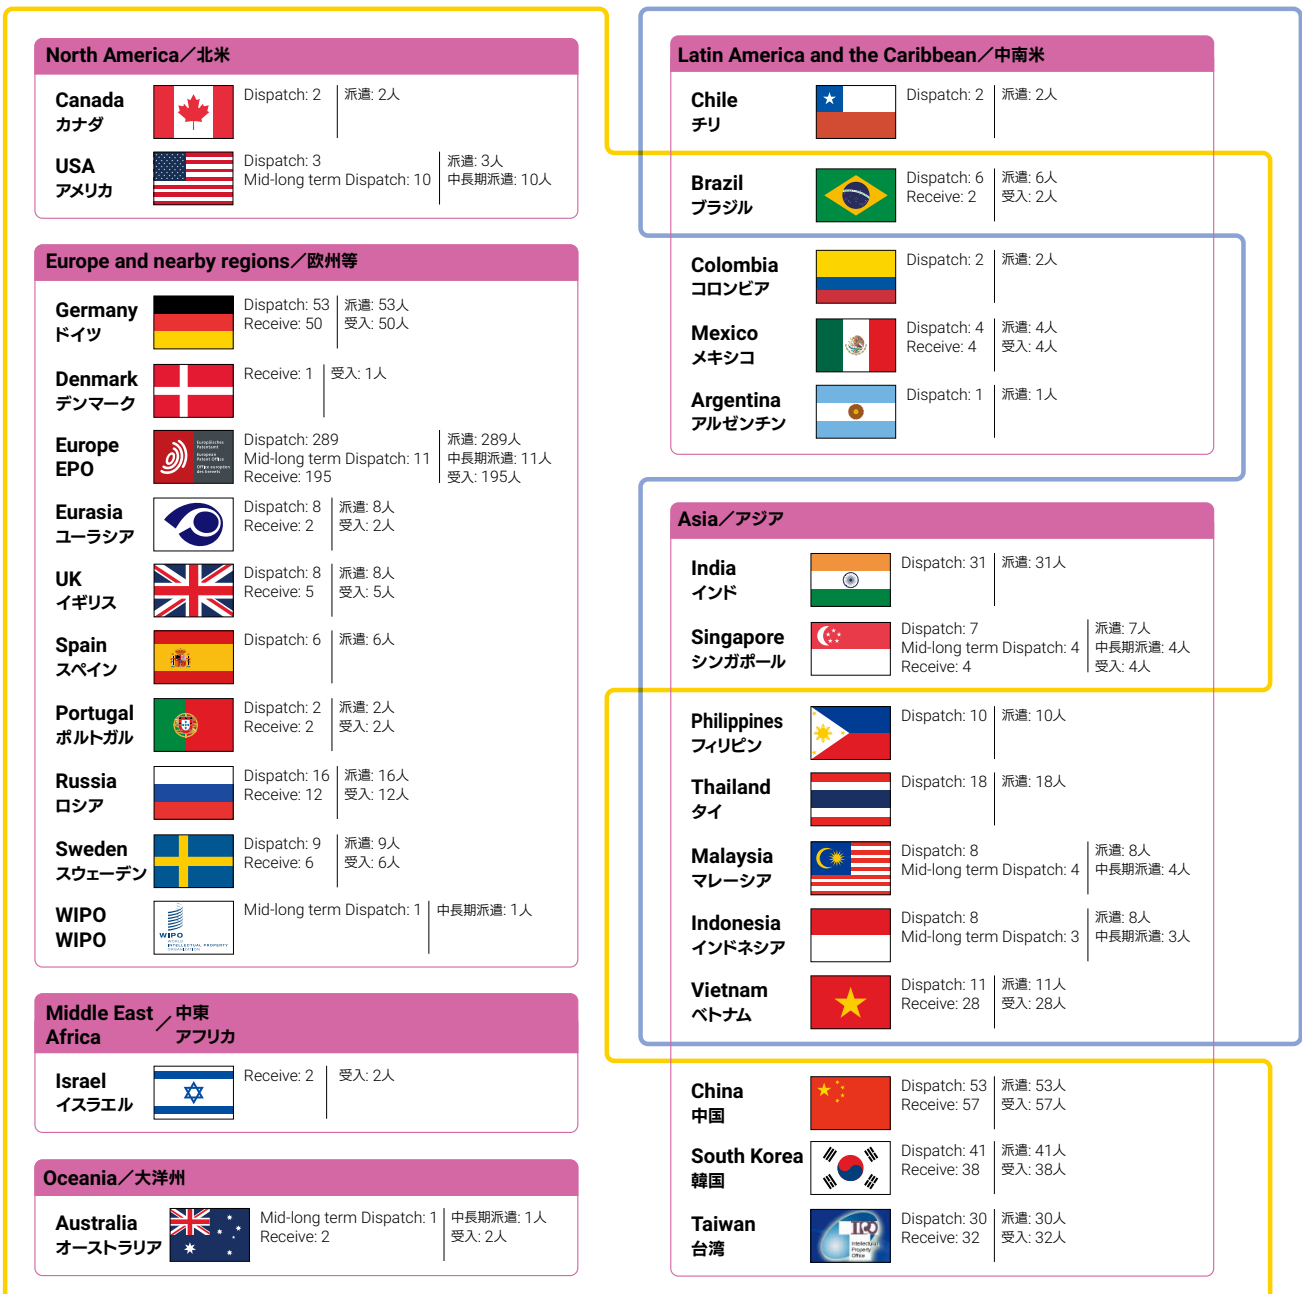 North America／北米
Canada
カナダ
Dispatch: 2
派遣: 2人
USA
アメリカ
Dispatch: 3
Mid-long term Dispatch: 10
派遣: 3人
中長期派遣: 10人
Europe and nearby regions／欧州等
Germany
ドイツ
Dispatch: 53
Receive: 50
派遣: 53人
受入: 50人
Denmark
デンマーク
Receive: 1
受入: 1人
Europe
EPO
Europäisches
Patentamt
European
Patent Office
Office européen
des brevets
Dispatch: 289
Mid-long term Dispatch: 11
Receive: 195
派遣: 289人
中長期派遣: 11人
受入: 195人
Eurasia
ユーラシア
Dispatch: 8
Receive: 2
派遣: 8人
受入: 2人
UK
イギリス
Dispatch: 8
Receive: 5
派遣: 8人
受入: 5人
Spain
スペイン
Dispatch: 6
派遣: 6人
Portugal
ポルトガル
Dispatch: 2
Receive: 2
派遣: 2人
受入: 2人
Russia
ロシア
Dispatch: 16
Receive: 12
派遣: 16人
受入: 12人
Sweden
スウェーデン
Dispatch: 9
Receive: 6
派遣: 9人
受入: 6人
WIPO
WIPO
WIPO
WORLD
INTELLECTUAL PROPERTY
ORGANIZATION
Mid-long term Dispatch: 1
中長期派遣: 1人
Middle East
Africa
／
中東
アフリカ
Israel
イスラエル
Receive: 2
受入: 2人
Oceania／大洋州
Australia
オーストラリア
Mid-long term Dispatch: 1
Receive: 2
中長期派遣: 1人
受入: 2人
Latin America and the Caribbean／中南米
Chile
チリ
Dispatch: 2
派遣: 2人
Brazil
ブラジル
Dispatch: 6
Receive: 2
派遣: 6人
受入: 2人
Colombia
コロンビア
Dispatch: 2
派遣: 2人
Mexico
メキシコ
Dispatch: 4
Receive: 4
派遣: 4人
受入: 4人
Argentina
アルゼンチン
Dispatch: 1
派遣: 1人
Asia／アジア
India
インド
Dispatch: 31
派遣: 31人
Singapore
シンガポール
Dispatch: 7
Mid-long term Dispatch: 4
Receive: 4
派遣: 7人
中長期派遣: 4人
受入: 4人
Philippines
フィリピン
Dispatch: 10
派遣: 10人
Thailand
タイ
Dispatch: 18
派遣: 18人
Malaysia
マレーシア
Dispatch: 8
Mid-long term Dispatch: 4
派遣: 8人
中長期派遣: 4人
Indonesia
インドネシア
Dispatch: 8
Mid-long term Dispatch: 3
派遣: 8人
中長期派遣: 3人
Vietnam
ベトナム
Dispatch: 11
Receive: 28
派遣: 11人
受入: 28人
China
中国
Dispatch: 53
Receive: 57
派遣: 53人
受入: 57人
South Korea
韓国
Dispatch: 41
Receive: 38
派遣: 41人
受入: 38人
Taiwan
台湾
Intellectual
Property
Office
Dispatch: 30
Receive: 32
派遣: 30人
受入: 32人